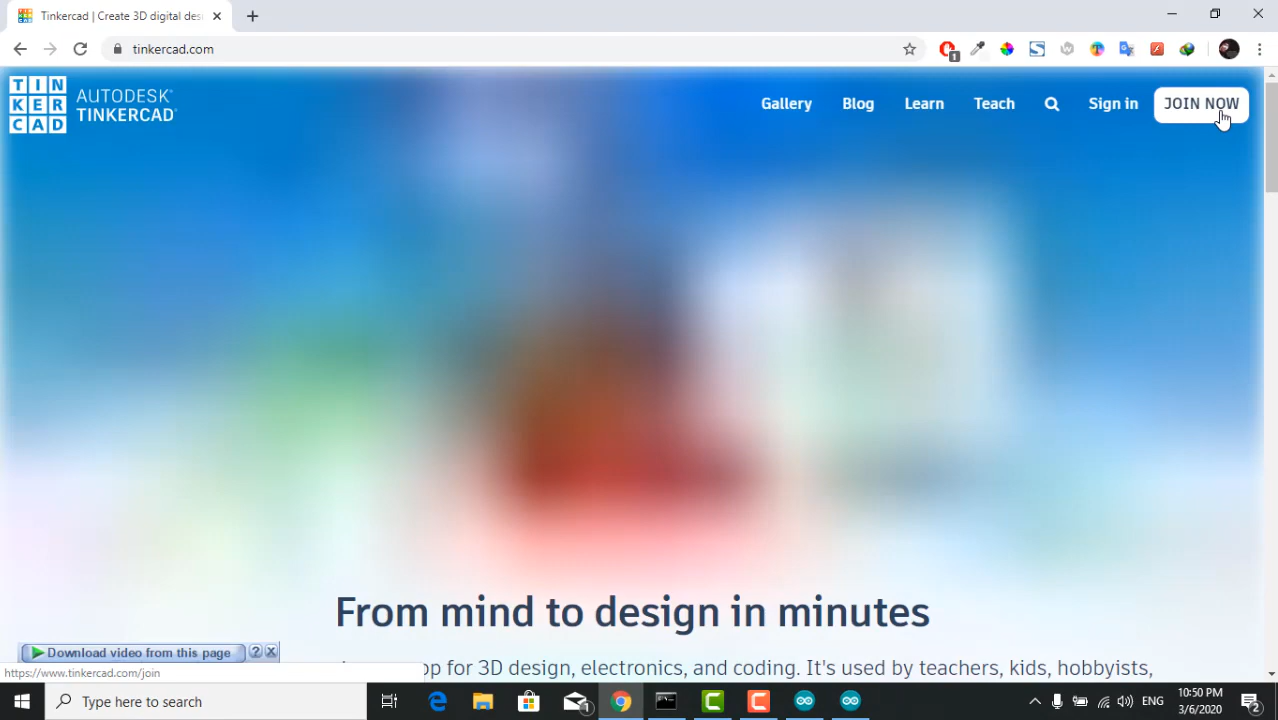 Tinkercad | Create 3D digital des
tinkercad.com
1
TIN
KER
CAD
AUTODESK®
TINKERCAD®
Gallery
Blog
Learn
Teach
Sign in
JOIN NOW
From mind to design in minutes
pp for 3D design, electronics, and coding. It's used by teachers, kids, hobbyists,
Download video from this page
?
X
https://www.tinkercad.com/join
Type here to search
1
ENG
10:50 PM
3/6/2020
2